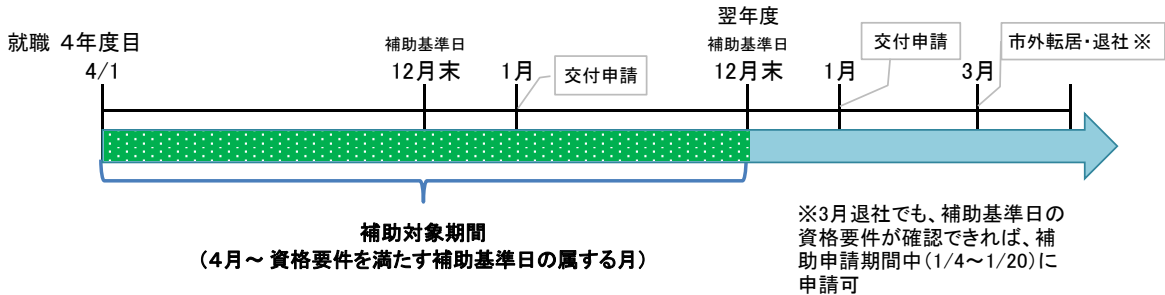 就職 4年度目
4/1
補助基準日
12月末
1月
交付申請
翌年度
補助基準日
12月末
1月
交付申請
3月
市外転居・退社※
補助対象期間
（4月～ 資格要件を満たす補助基準日の属する月）
※3月退社でも、補助基準日の
資格要件が確認できれば、補
助申請期間中（1/4～1/20）に
申請可